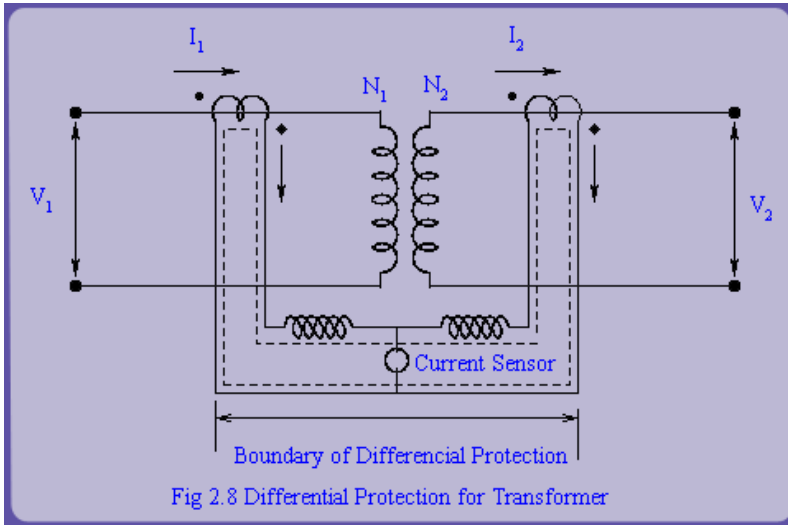 I₁
I₂
N₁
N₂
V₁
V₂
Current Sensor
Boundary of Differencial Protection
Fig 2.8 Differential Protection for Transformer